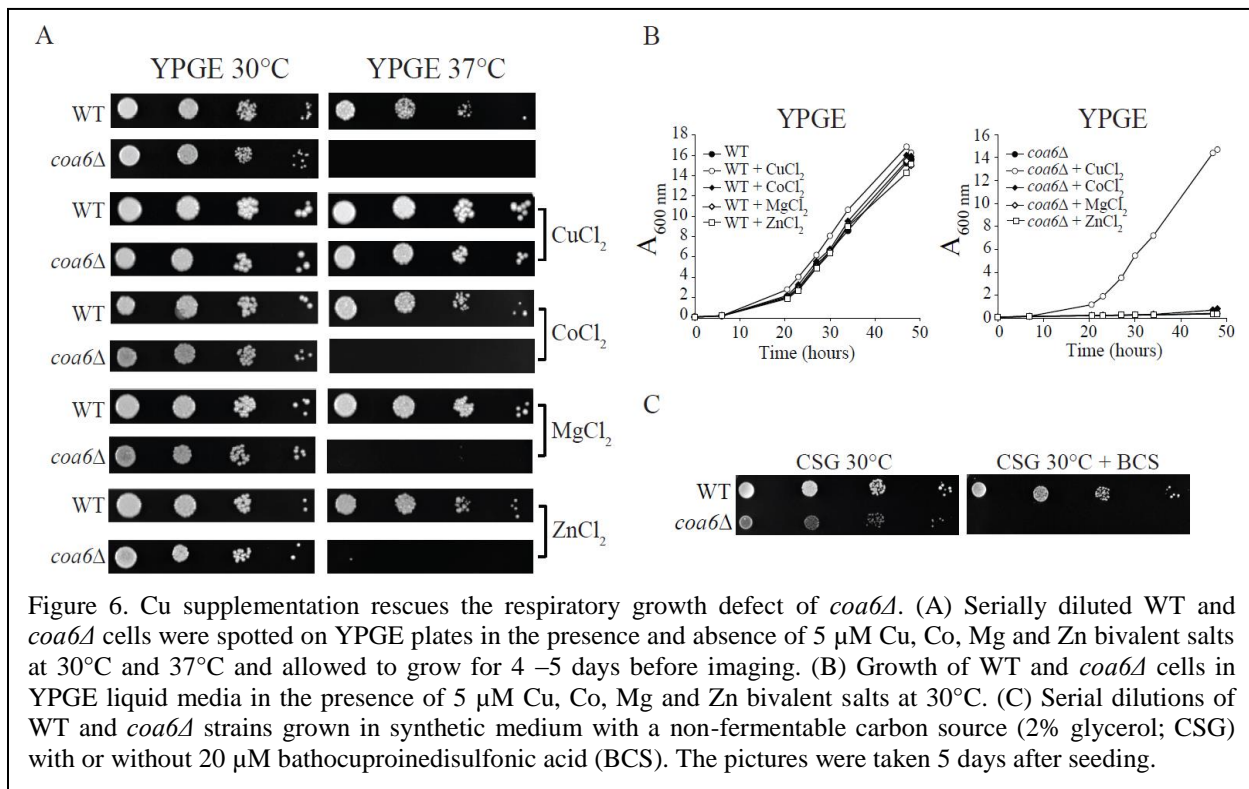 A
YPGE 30°C
YPGE 37°C
WT
coa6Δ
WT
coa6Δ
CuCl2
WT
coa6Δ
CoCl2
WT
coa6Δ
MgCl2
WT
coa6Δ
ZnCl2
B
YPGE
18
16
14
12
10
8
6
4
2
0
A600 nm
WT
WT + CuCl2
WT + CoCl2
WT + MgCl2
WT + ZnCl2
0 10 20 30 40 50
Time (hours)
YPGE
16
14
12
10
8
6
4
2
0
A600 nm
coa6Δ
coa6Δ + CuCl2
coa6Δ + CoCl2
coa6Δ + MgCl2
coa6Δ + ZnCl2
0 10 20 30 40 50
Time (hours)
C
CSG 30°C
CSG 30°C + BCS
WT
coa6Δ
Figure 6. Cu supplementation rescues the respiratory growth defect of coa6Δ. (A) Serially diluted WT and
coa6Δ cells were spotted on YPGE plates in the presence and absence of 5 µM Cu, Co, Mg and Zn bivalent salts
at 30°C and 37°C and allowed to grow for 4 –5 days before imaging. (B) Growth of WT and coa6Δ cells in
YPGE liquid media in the presence of 5 µM Cu, Co, Mg and Zn bivalent salts at 30°C. (C) Serial dilutions of
WT and coa6Δ strains grown in synthetic medium with a non-fermentable carbon source (2% glycerol; CSG)
with or without 20 µM bathocuproinedisulfonic acid (BCS). The pictures were taken 5 days after seeding.